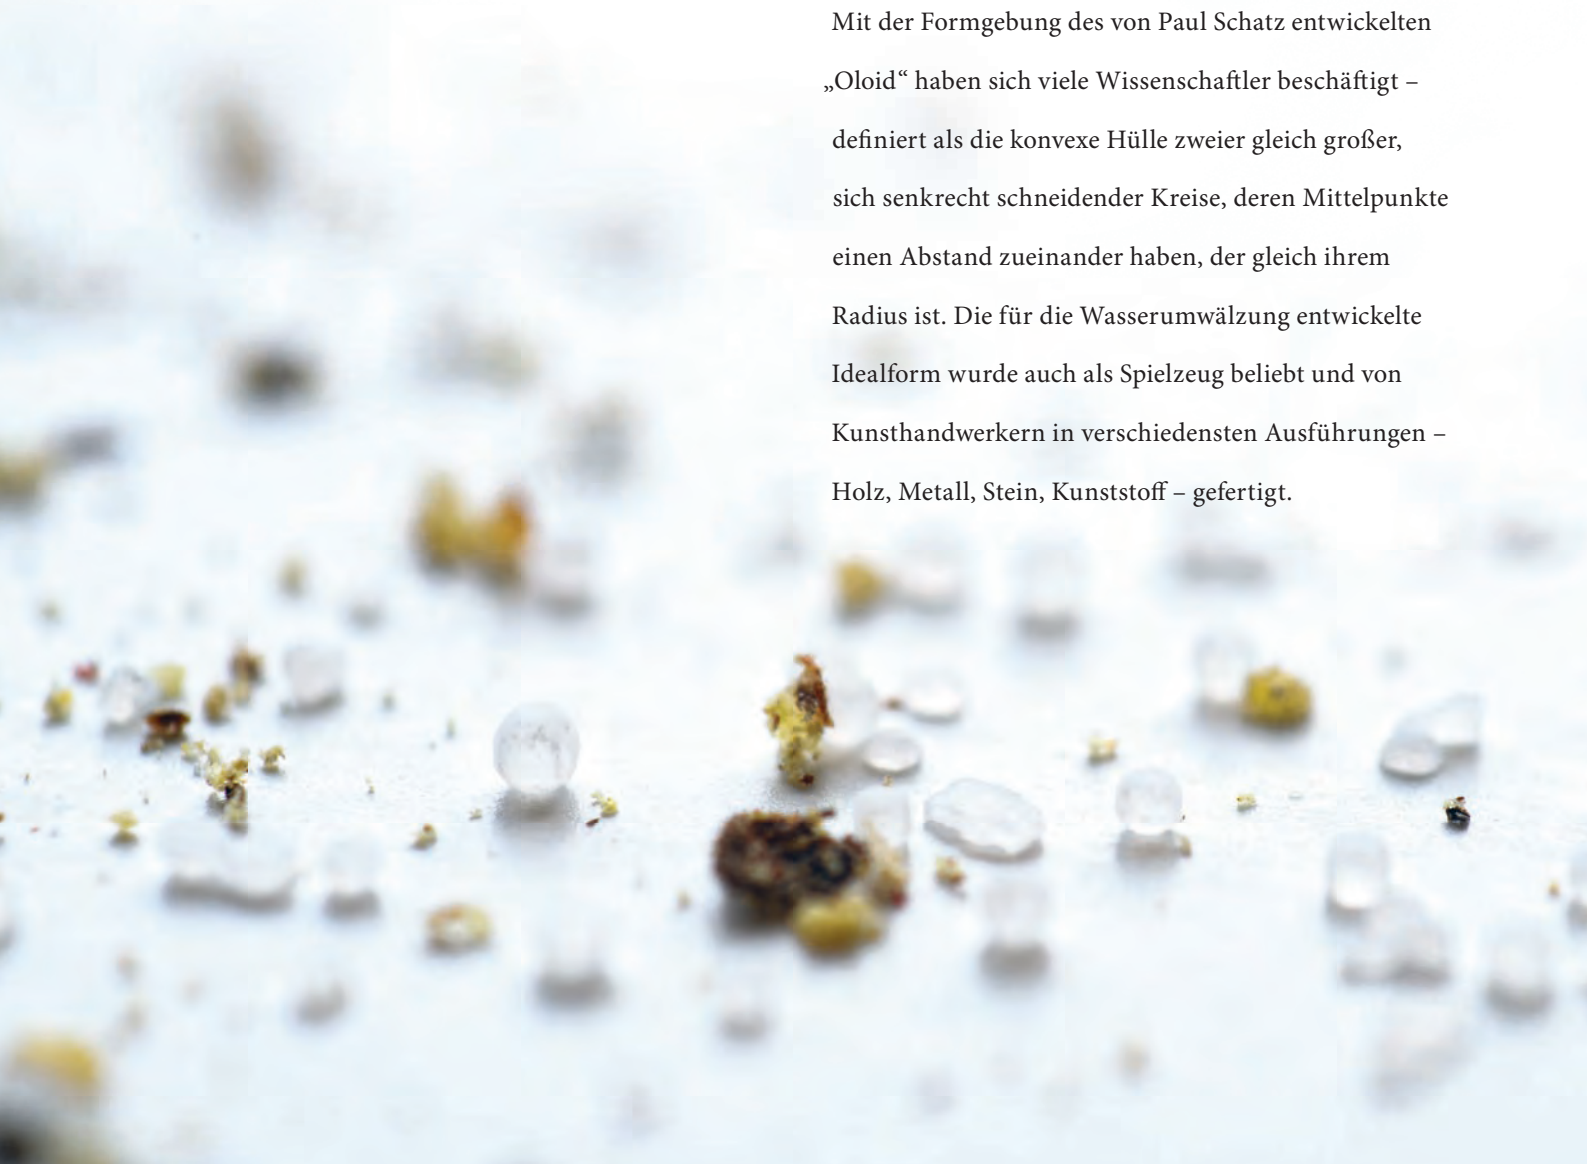 Mit der Formgebung des von Paul Schatz entwickelten
„Oloid“ haben sich viele Wissenschaftler beschäftigt –
definiert als die konvexe Hülle zweier gleich großer,
sich senkrecht schneidender Kreise, deren Mittelpunkte
einen Abstand zueinander haben, der gleich ihrem
Radius ist. Die für die Wasserumwälzung entwickelte
Idealform wurde auch als Spielzeug beliebt und von
Kunsthandwerkern in verschiedensten Ausführungen –
Holz, Metall, Stein, Kunststoff – gefertigt.